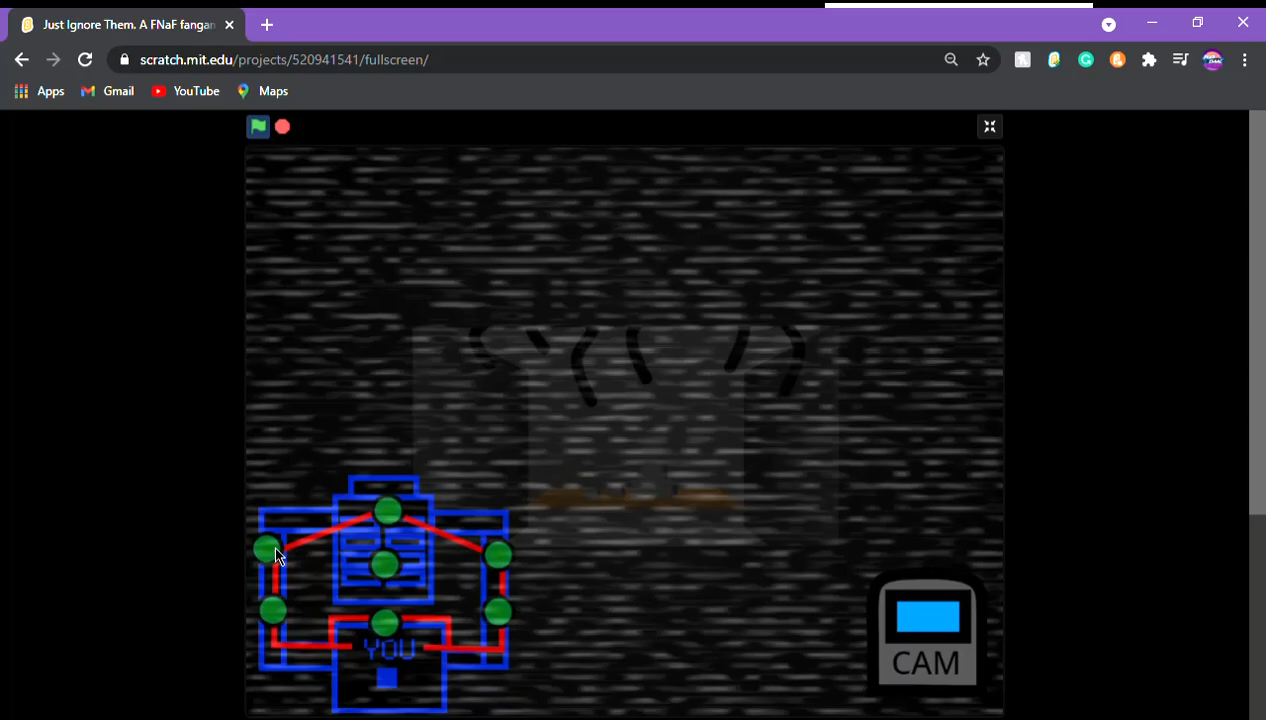 Just Ignore Them. A FNaF fangan
scratch.mit.edu/projects/520941541/fullscreen/
Apps Gmail YouTube Maps
YOU
CAM